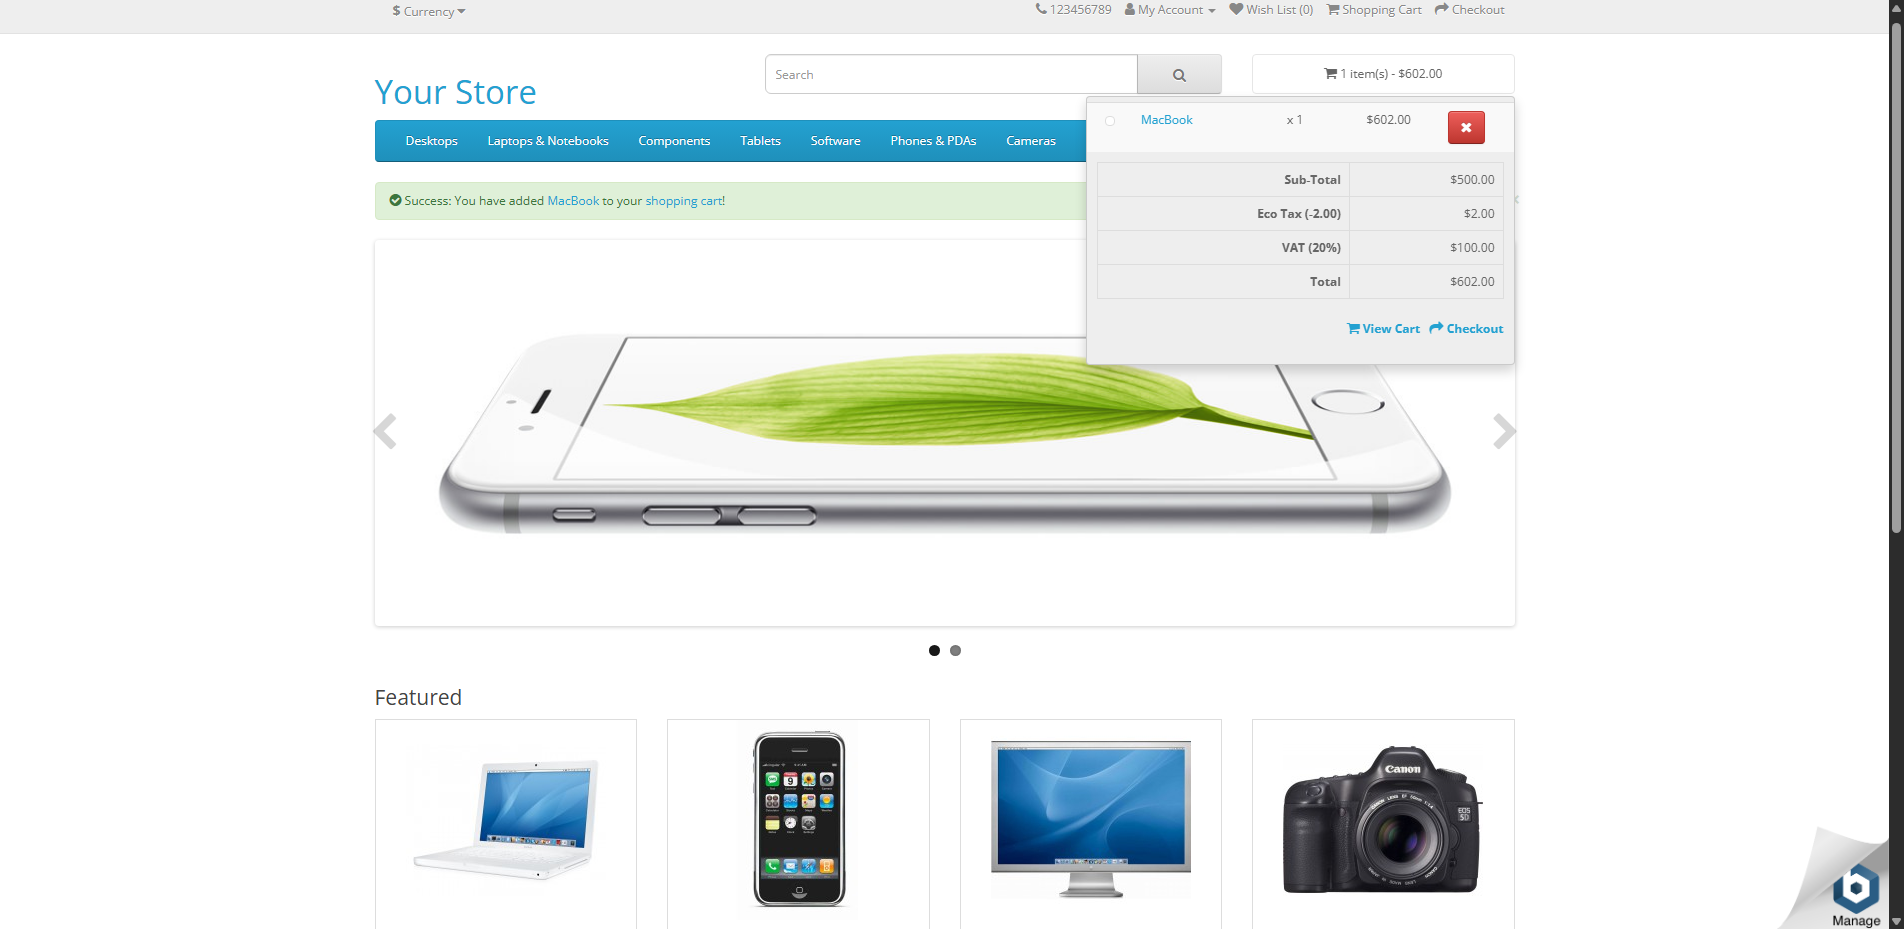 $ Currency
123456789 My Account Wish List (0) Shopping Cart Checkout
Your Store
Search
1 item(s) - $602.00
MacBook x 1 $602.00
Sub-Total $500.00
Eco Tax (-2.00) $2.00
VAT (20%) $100.00
Total $602.00
View Cart Checkout
Desktops Laptops & Notebooks Components Tablets Software Phones & PDAs Cameras
Success: You have added MacBook to your shopping cart!
Featured
Canon
EOS
5D
Manage